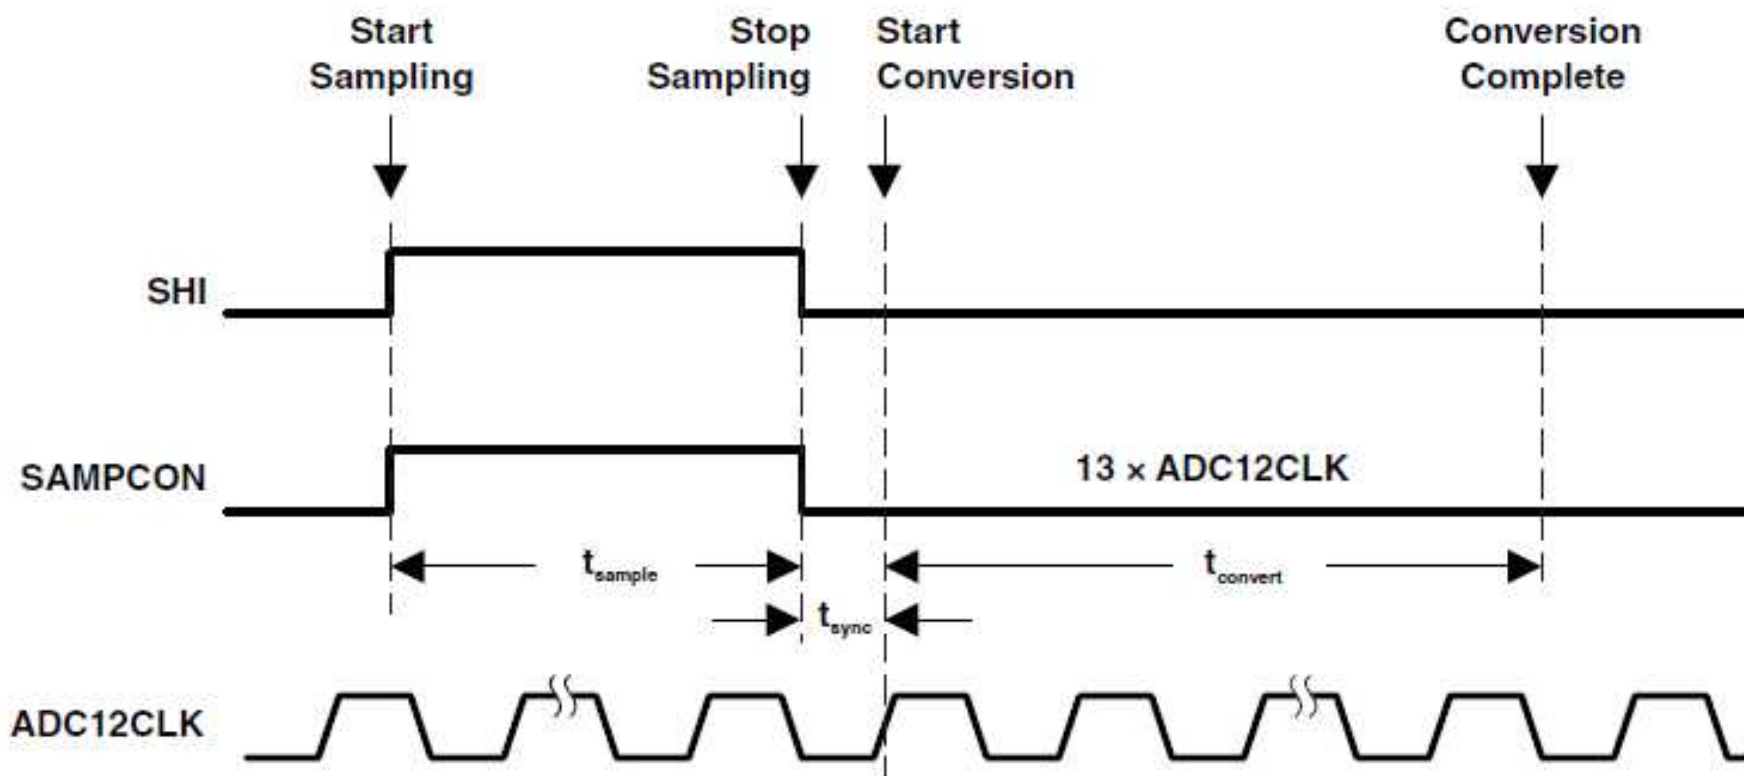 Start
Sampling
Stop
Sampling
Start
Conversion
Conversion
Complete
SHI
SAMPCON
13 × ADC12CLK
tsample
tconvert
tsync
ADC12CLK